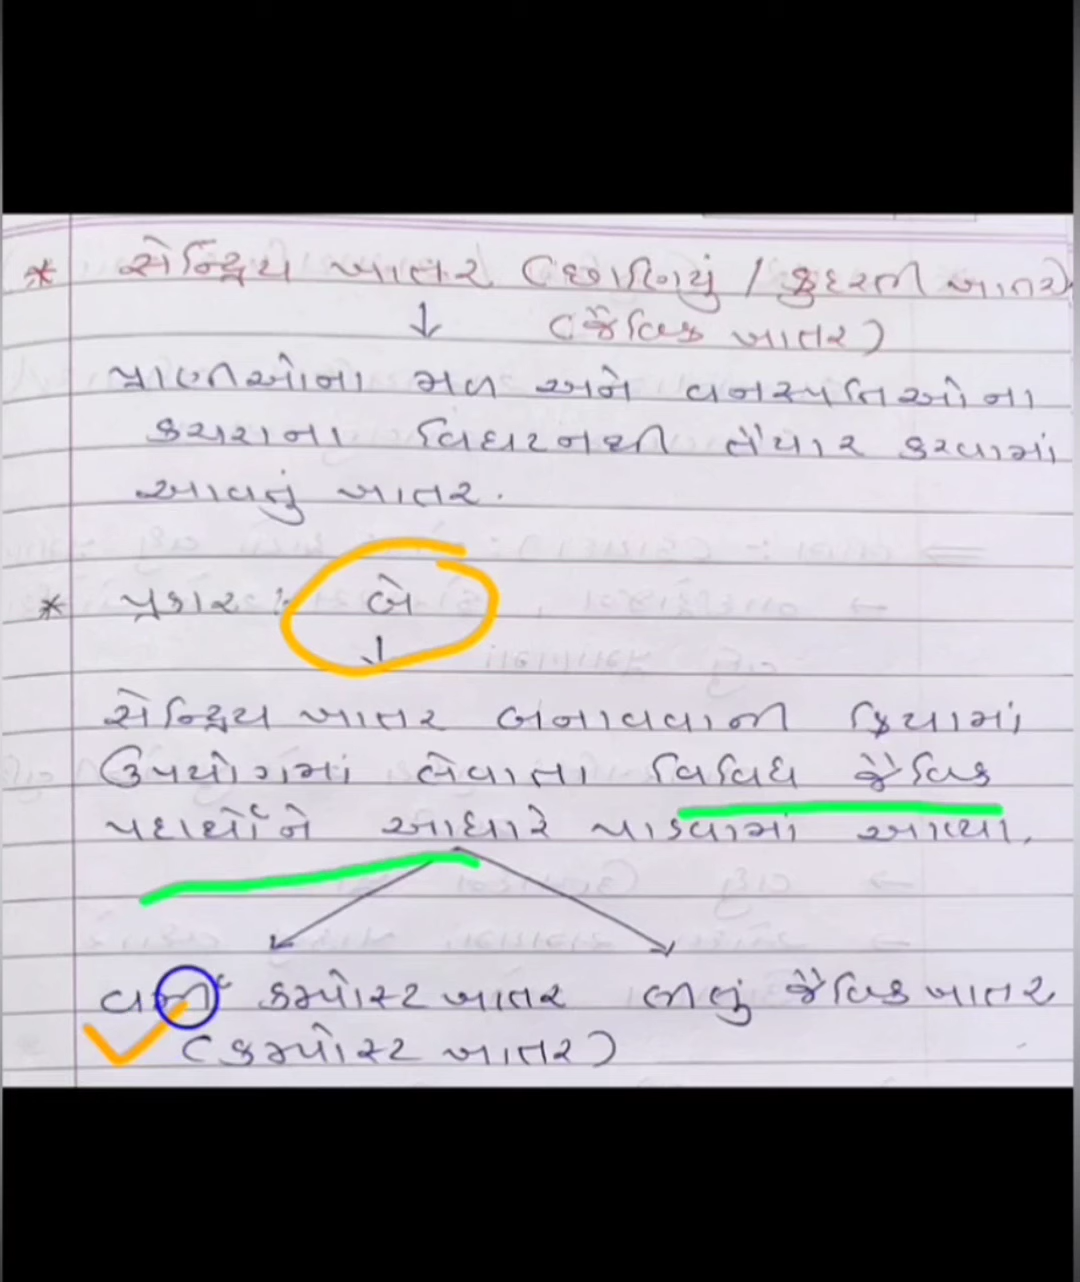 * સેન્દ્રિય ખાતર (છાણિયું / કુદરતી ખાતર)
↓ (જૈવિક ખાતર)
પ્રાણીઓના મળ અને વનસ્પતિઓના
કચરાના વિઘટનથી તૈયાર કરવામાં
આવતું ખાતર.
* પ્રકાર : બે
↓
સેન્દ્રિય ખાતર બનાવવાની ક્રિયામાં
ઉપયોગમાં લેવાતા વિવિધ જૈવિક
પદાર્થોને આધારે પાડવામાં આવ્યા.
વર્મી કમ્પોસ્ટ ખાતર લીલું જૈવિક ખાતર
(કમ્પોસ્ટ ખાતર)